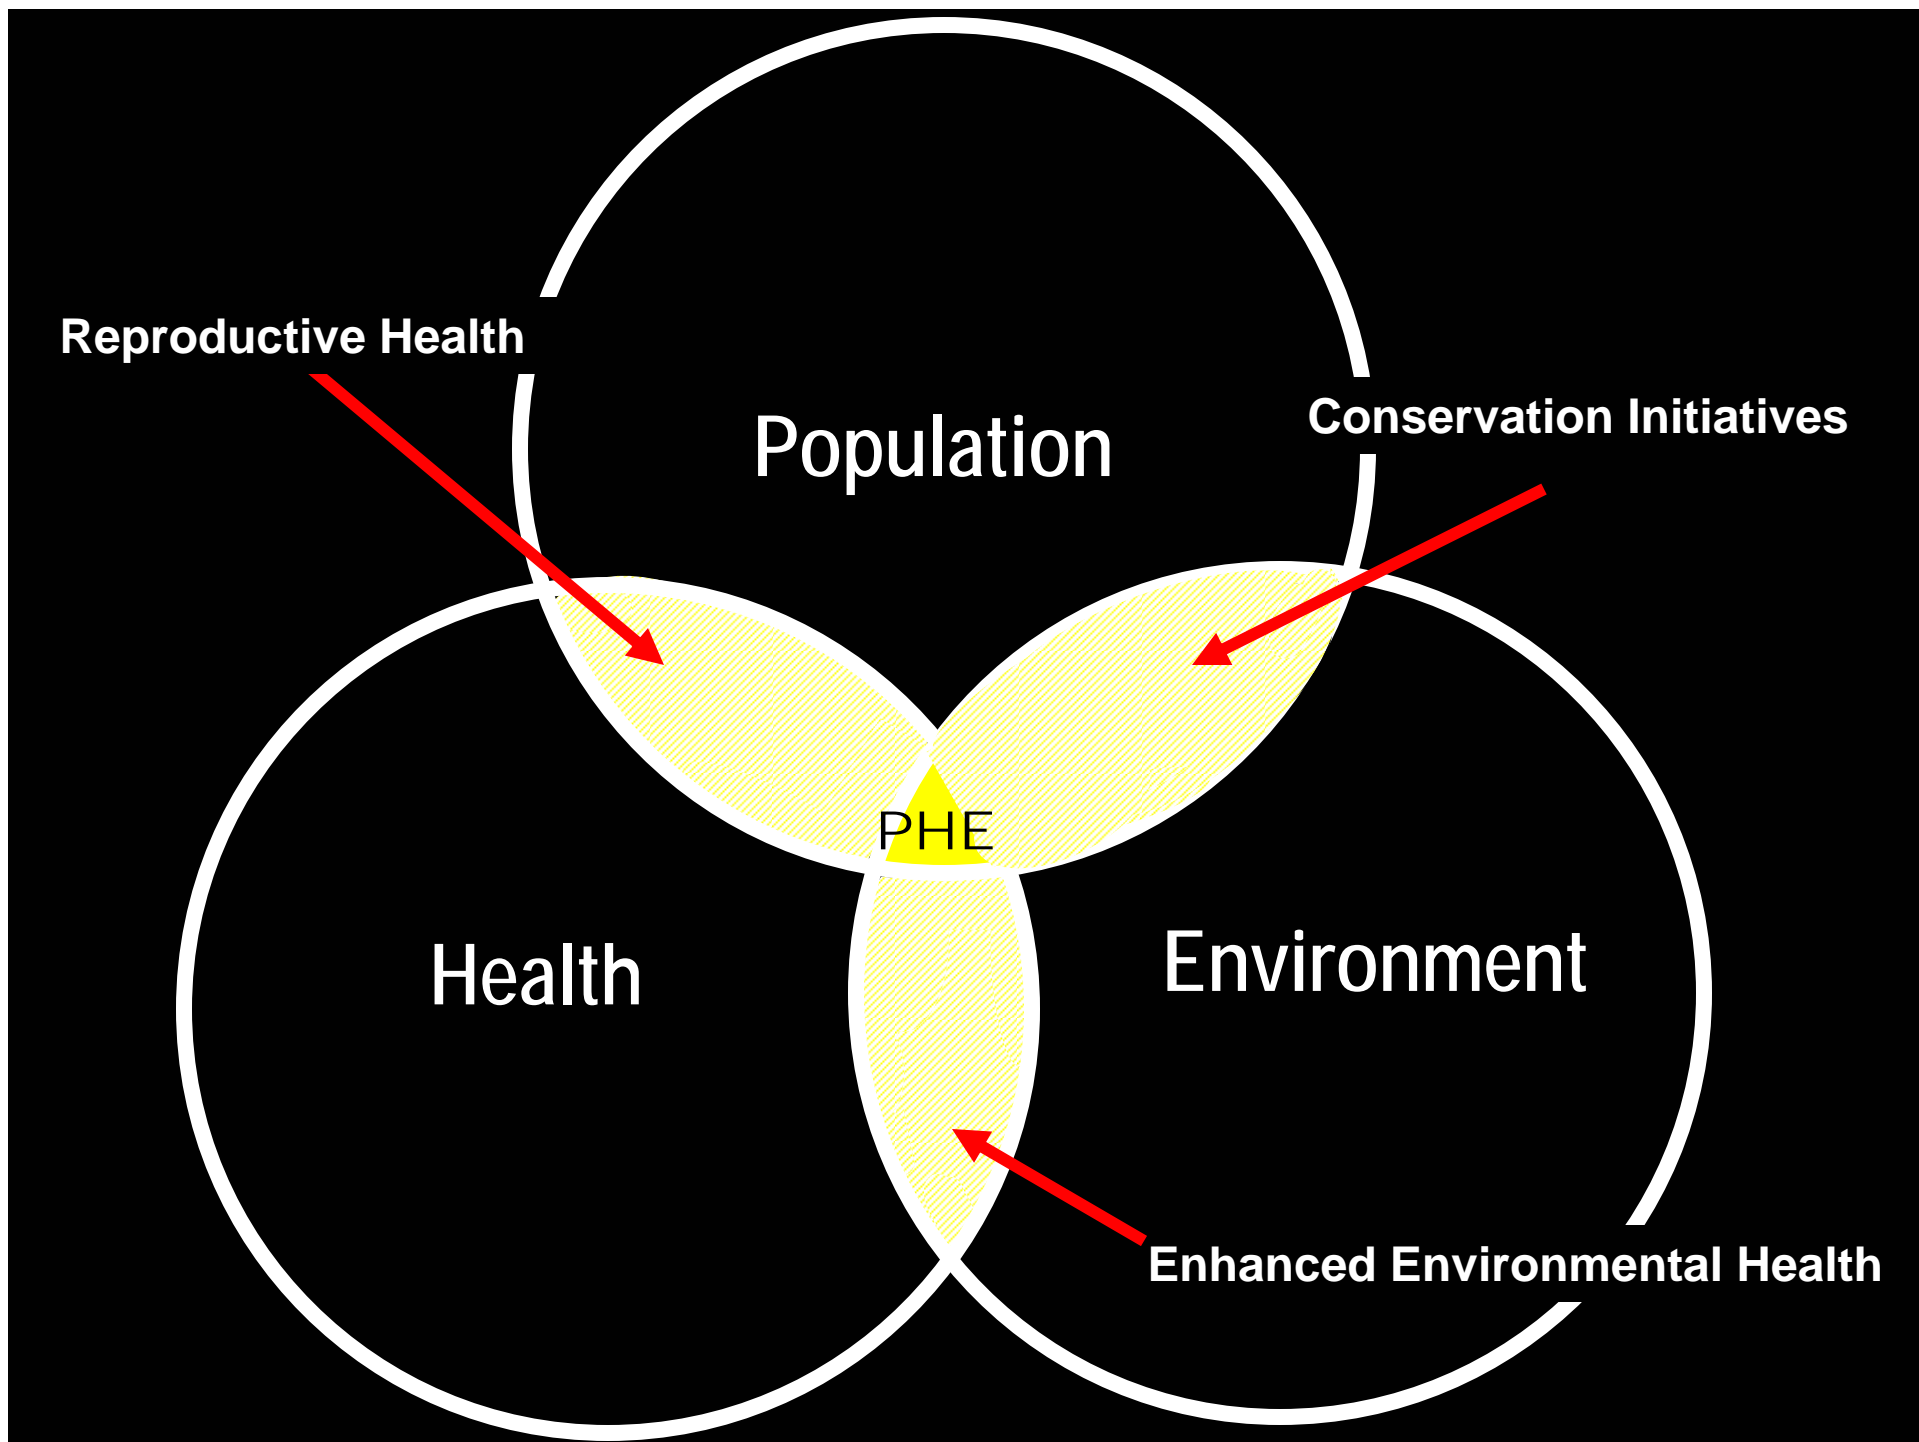 Reproductive Health
Conservation Initiatives
Population
PHE
Health
Environment
Enhanced Environmental Health